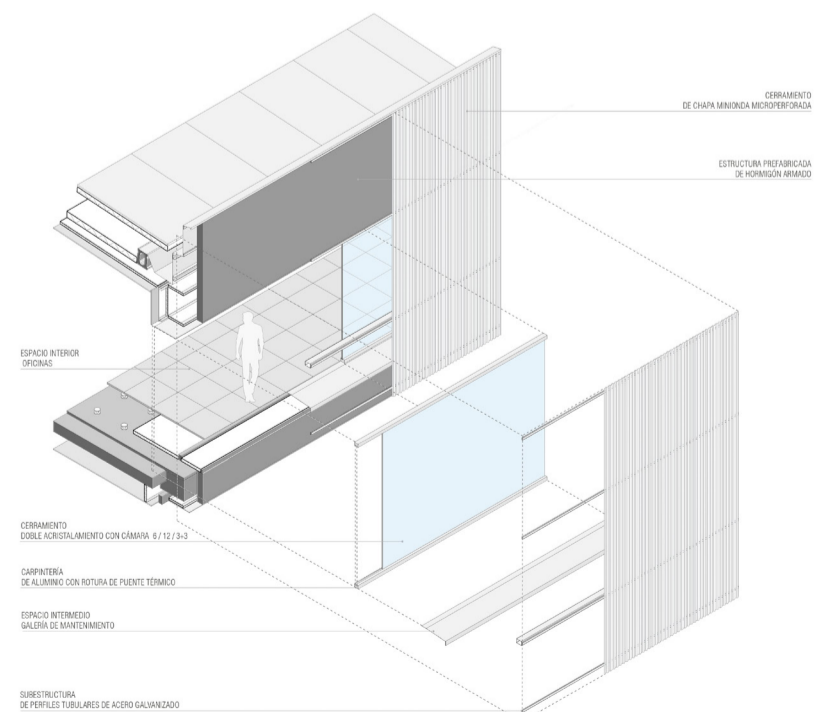 CERRAMIENTO
DE CHAPA MINIONDA MICROPERFORADA
ESTRUCTURA PREFABRICADA
DE HORMIGÓN ARMADO
ESPACIO INTERIOR
OFICINAS
CERRAMIENTO
DOBLE ACRISTALAMIENTO CON CÁMARA 6 / 12 / 3+3
CARPINTERÍA
DE ALUMINIO CON ROTURA DE PUENTE TÉRMICO
ESPACIO INTERMEDIO
GALERÍA DE MANTENIMIENTO
SUBESTRUCTURA
DE PERFILES TUBULARES DE ACERO GALVANIZADO